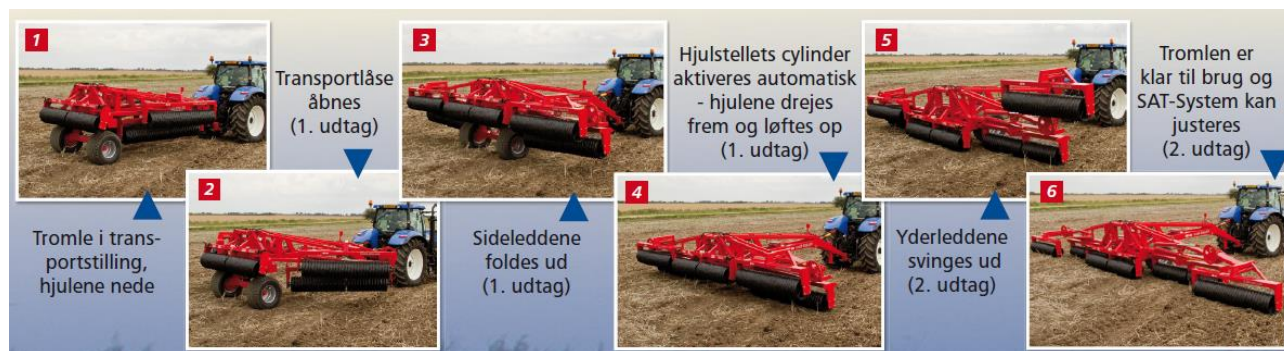 1
Tromle i trans-
portstilling,
hjulene nede
2
Transportlåse
åbnes
(1. udtag)
3
Sideleddene
foldes ud
(1. udtag)
4
Hjulstellets cylinder
aktiveres automatisk
- hjulene drejes
frem og løftes op
(1. udtag)
5
Yderleddene
svinges ud
(2. udtag)
6
Tromlen er
klar til brug og
SAT-System kan
justeres
(2. udtag)